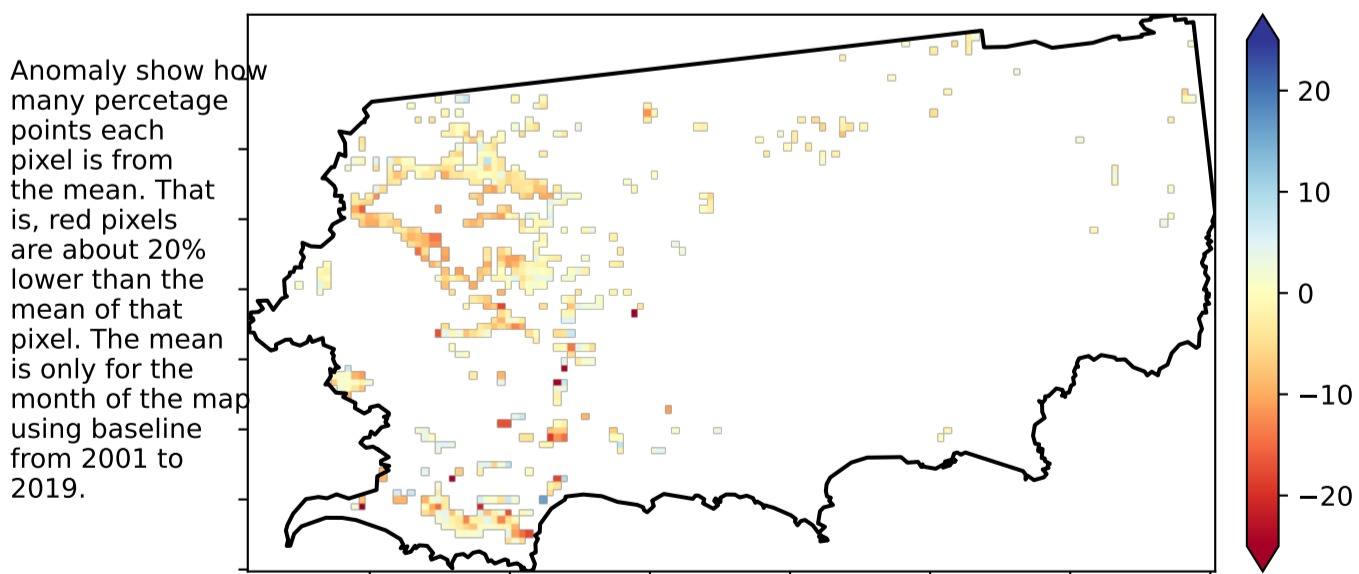 Anomaly show how
many percetage
points each
pixel is from
the mean. That
is, red pixels
are about 20%
lower than the
mean of that
pixel. The mean
is only for the
month of the map
using baseline
from 2001 to
2019.
20
10
0
−10
−20